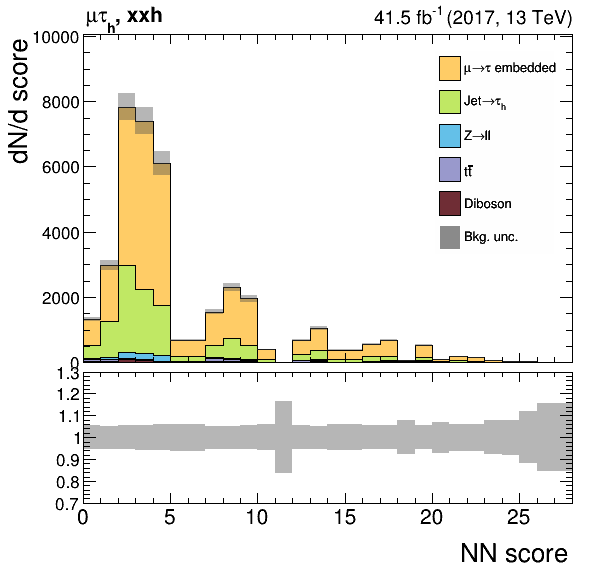 μτₕ, xxh
41.5 fb⁻¹ (2017, 13 TeV)
dN/d score
10000
8000
6000
4000
2000
0
μ→τ embedded
Jet→τₕ
Z→ll
tt̅
Diboson
Bkg. unc.
1.3
1.2
1.1
1
0.9
0.8
0.7
0 5 10 15 20 25
NN score